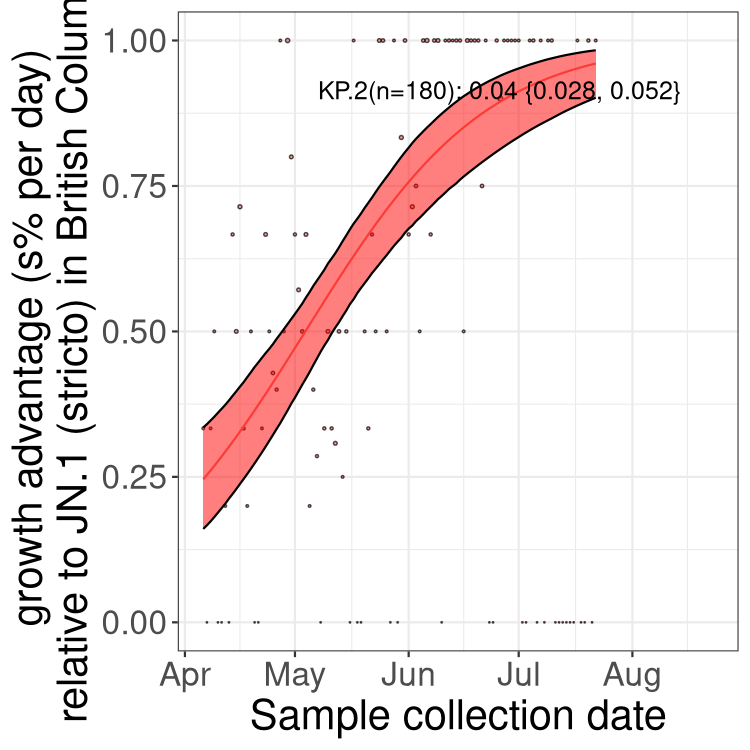 growth advantage (s% per day)
relative to JN.1 (stricto) in British Colum
1.00
0.75
0.50
0.25
0.00
KP.2(n=180): 0.04 {0.028, 0.052}
Apr May Jun Jul Aug
Sample collection date